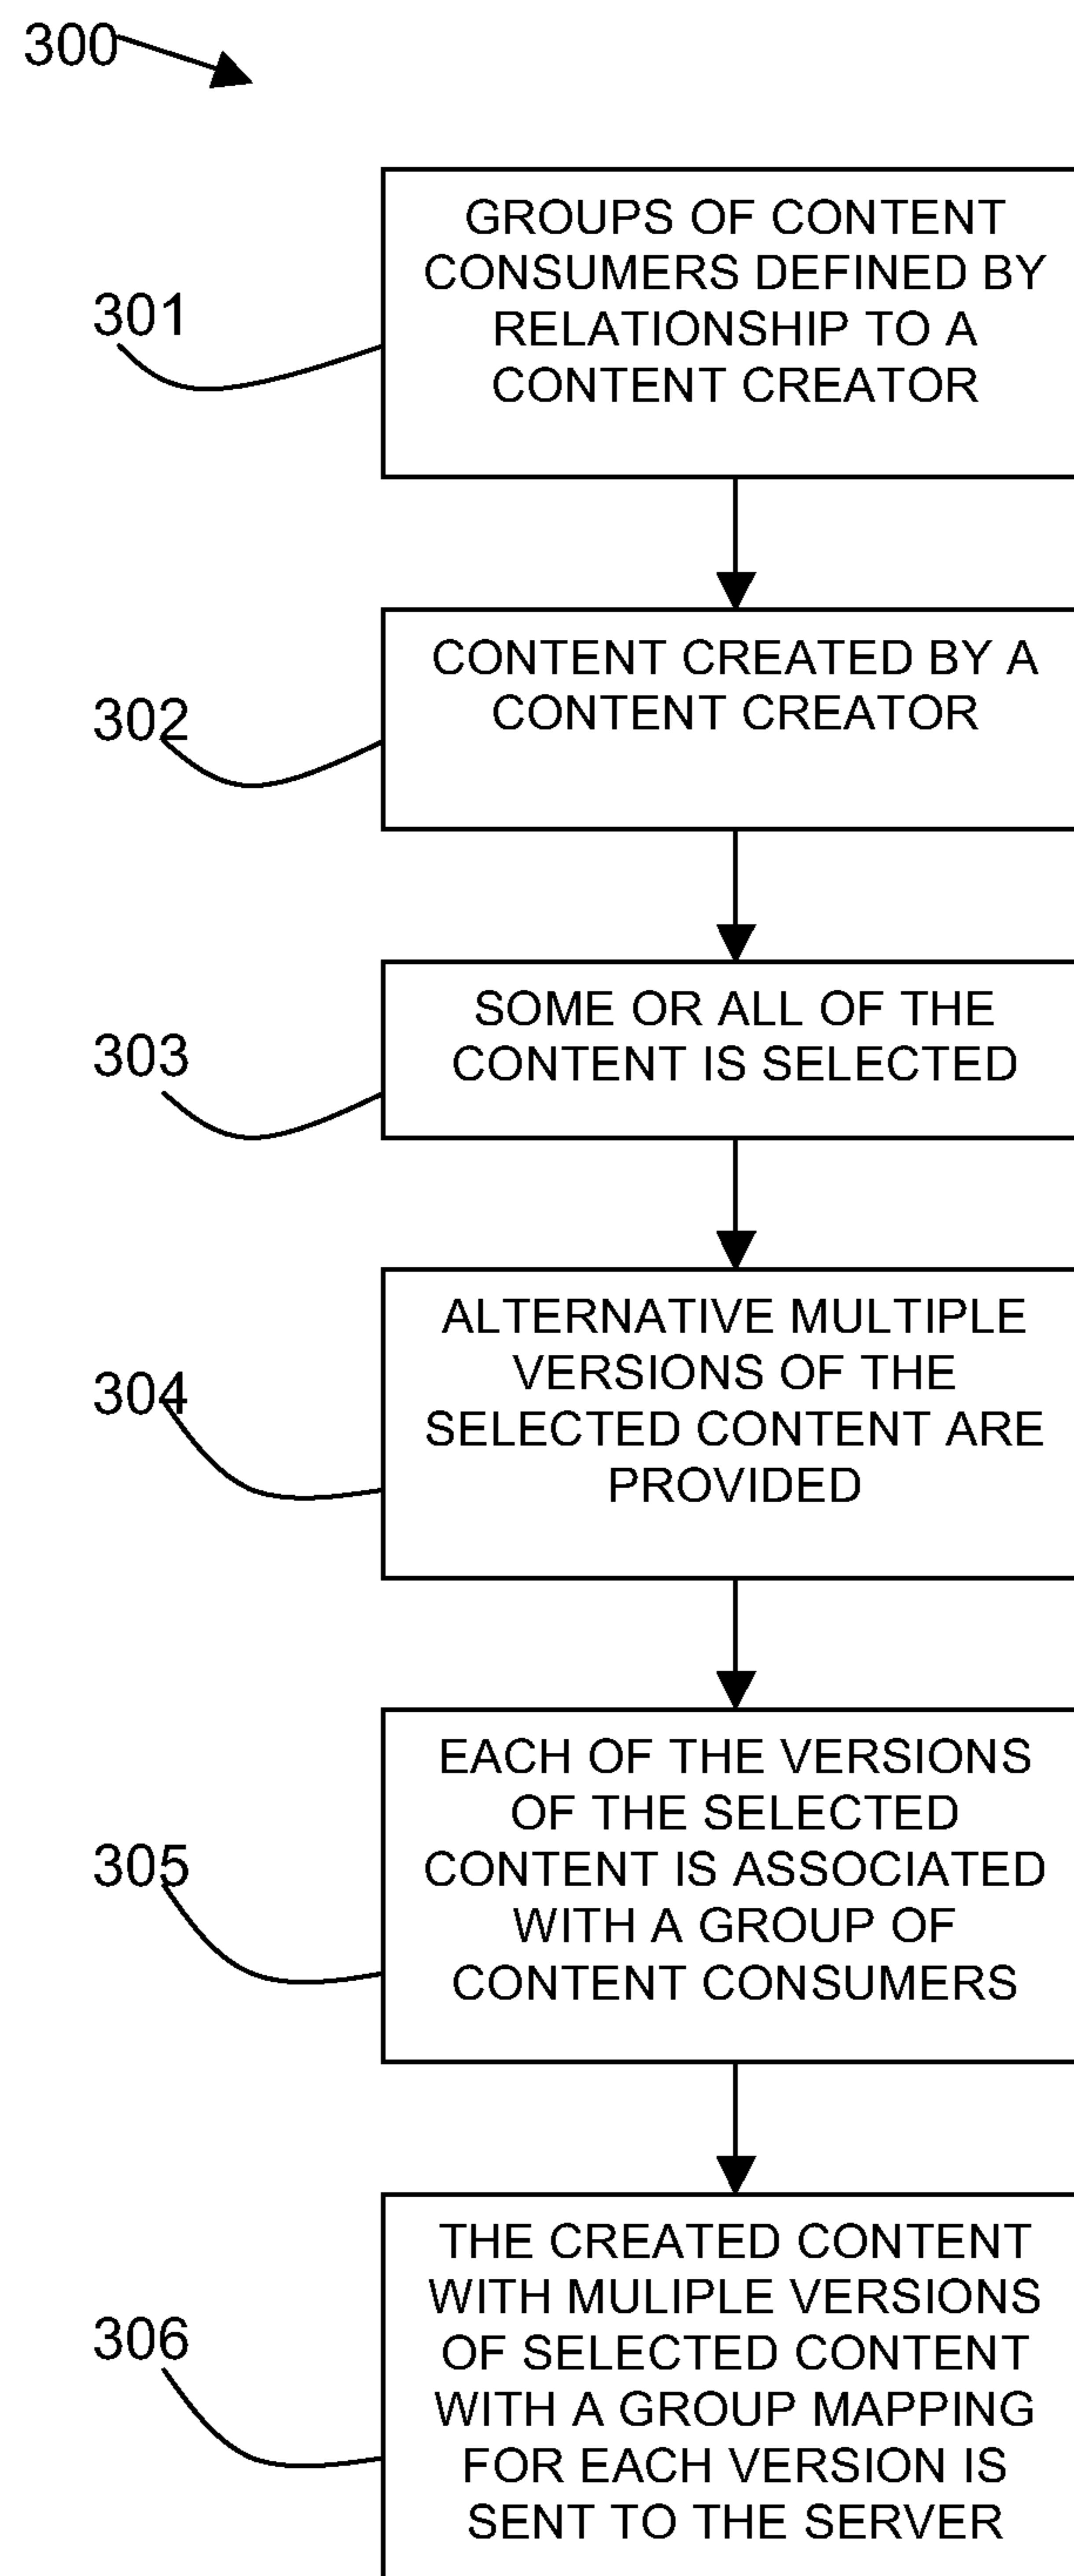 300
GROUPS OF CONTENT
CONSUMERS DEFINED BY
RELATIONSHIP TO A
CONTENT CREATOR
301
CONTENT CREATED BY A
CONTENT CREATOR
302
SOME OR ALL OF THE
CONTENT IS SELECTED
303
ALTERNATIVE MULTIPLE
VERSIONS OF THE
SELECTED CONTENT ARE
PROVIDED
304
EACH OF THE VERSIONS
OF THE SELECTED
CONTENT IS ASSOCIATED
WITH A GROUP OF
CONTENT CONSUMERS
305
THE CREATED CONTENT
WITH MULIPLE VERSIONS
OF SELECTED CONTENT
WITH A GROUP MAPPING
FOR EACH VERSION IS
SENT TO THE SERVER
306